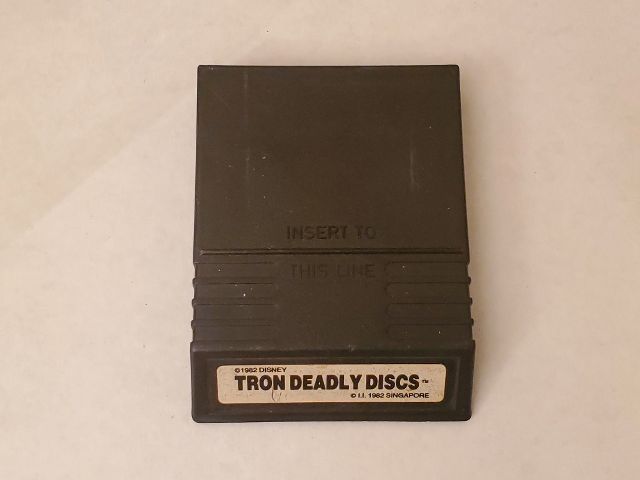 INSERT TO
THIS LINE
©1982 DISNEY
TRON DEADLY DISCS™
© I.I. 1982 SINGAPORE